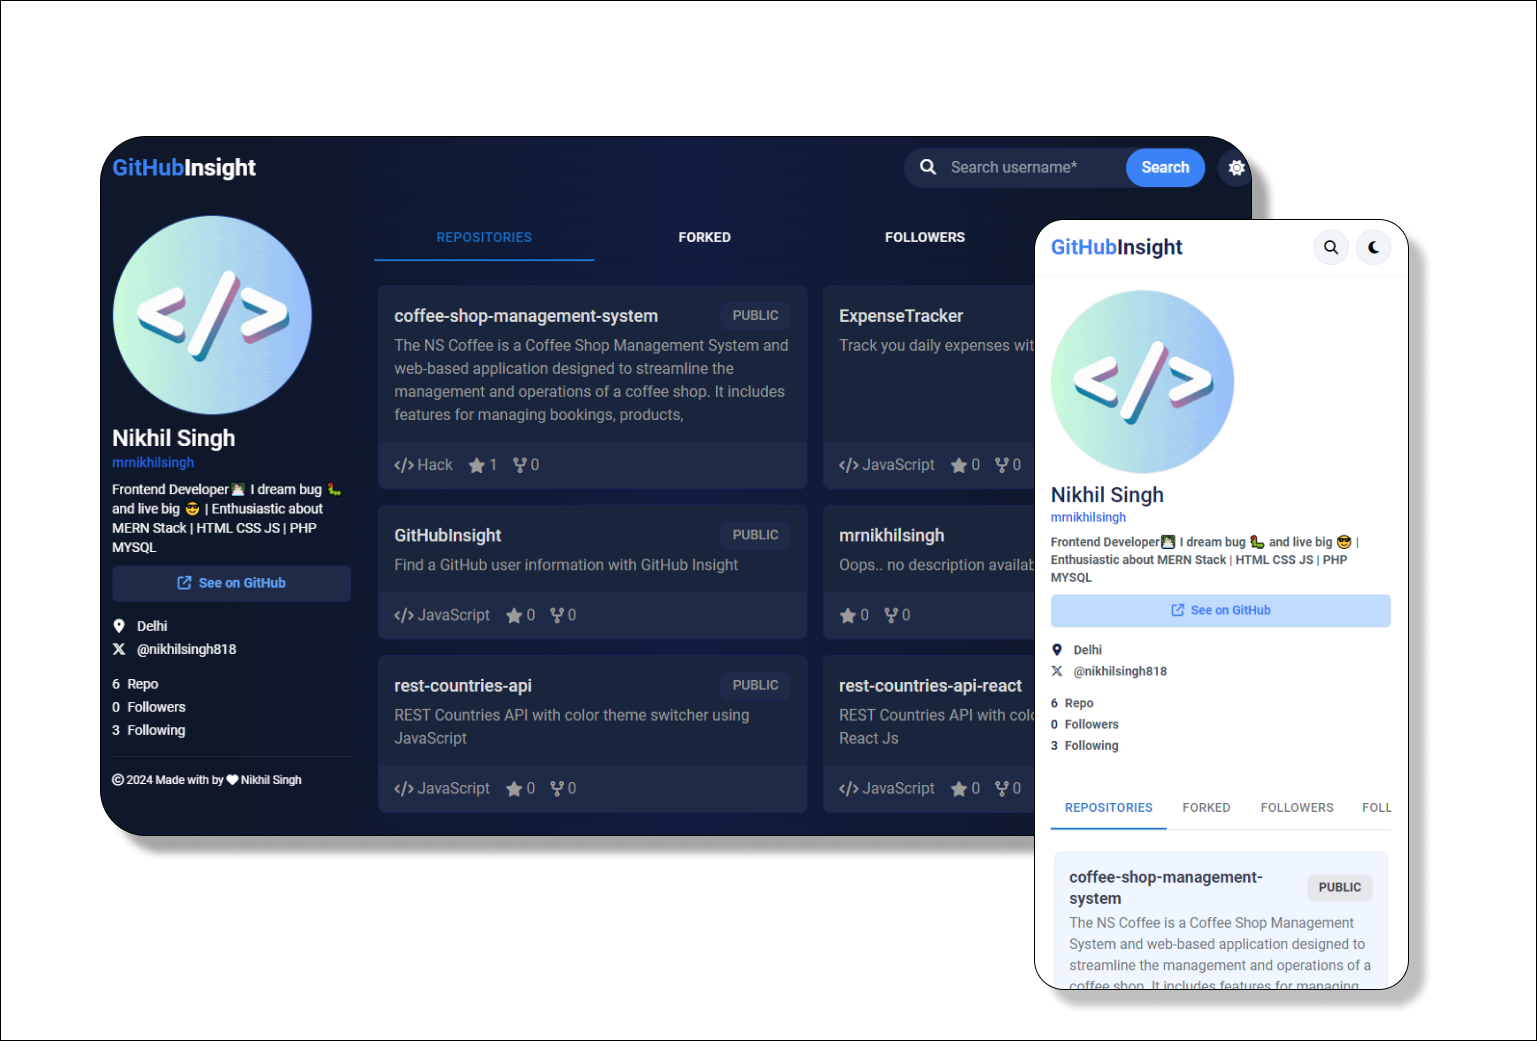 GitHubInsight
Search username*
Search
Nikhil Singh
mrnikhilsingh
Frontend Developer👨🏻‍💻 I dream bug 🐛
and live big 😎 | Enthusiastic about
MERN Stack | HTML CSS JS | PHP
MYSQL
See on GitHub
Delhi
@nikhilsingh818
6 Repo
0 Followers
3 Following
© 2024 Made with by ❤ Nikhil Singh
REPOSITORIES
FORKED
FOLLOWERS
coffee-shop-management-system
PUBLIC
The NS Coffee is a Coffee Shop Management System and
web-based application designed to streamline the
management and operations of a coffee shop. It includes
features for managing bookings, products,
</> Hack 1 0
ExpenseTracker
Track you daily expenses wit
</> JavaScript 0 0
GitHubInsight
PUBLIC
Find a GitHub user information with GitHub Insight
</> JavaScript 0 0
mrnikhilsingh
Oops.. no description availab
0 0
rest-countries-api
PUBLIC
REST Countries API with color theme switcher using
JavaScript
</> JavaScript 0 0
rest-countries-api-react
REST Countries API with colo
React Js
</> JavaScript 0 0
GitHubInsight
Nikhil Singh
mrnikhilsingh
Frontend Developer👨🏻‍💻 I dream bug 🐛 and live big 😎 |
Enthusiastic about MERN Stack | HTML CSS JS | PHP
MYSQL
See on GitHub
Delhi
@nikhilsingh818
6 Repo
0 Followers
3 Following
REPOSITORIES
FORKED
FOLLOWERS
FOLL
coffee-shop-management-
system
PUBLIC
The NS Coffee is a Coffee Shop Management
System and web-based application designed to
streamline the management and operations of a
coffee shop. It includes features for managing